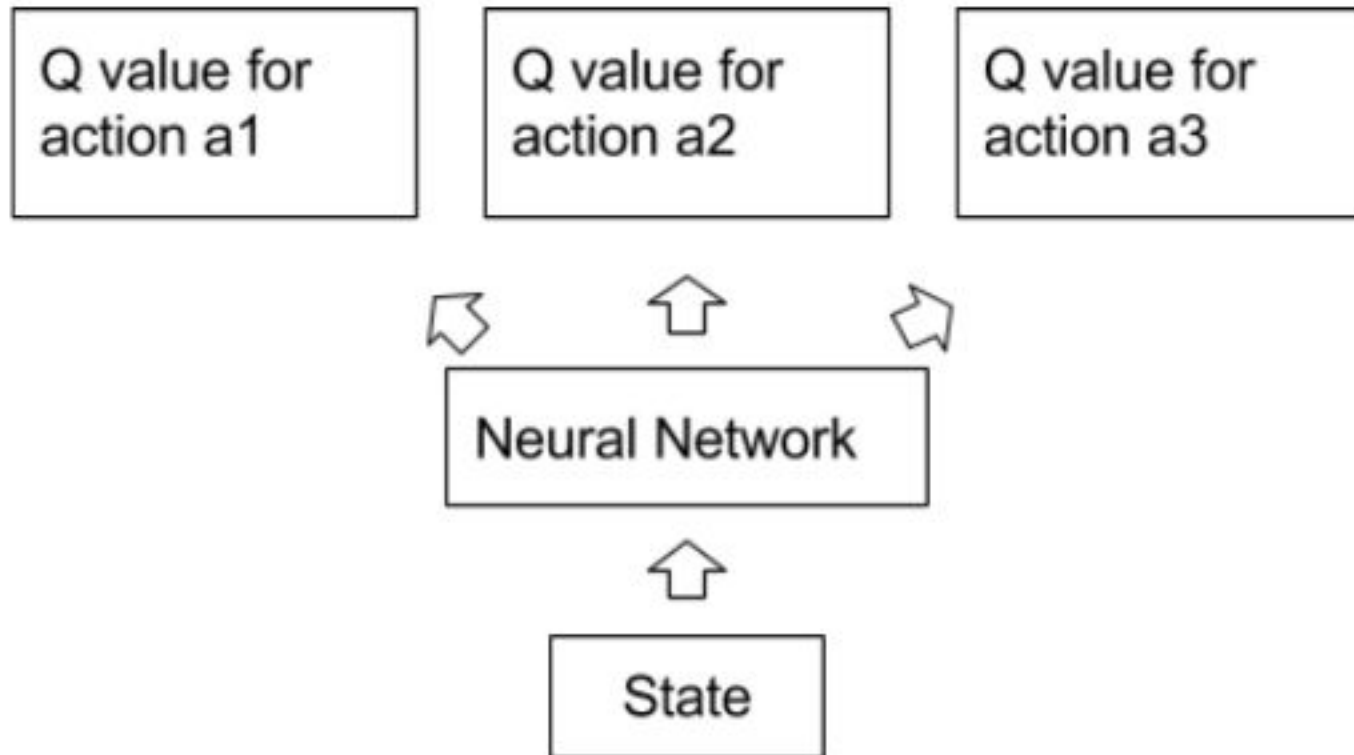 Q value for
action a1
Q value for
action a2
Q value for
action a3
Neural Network
State